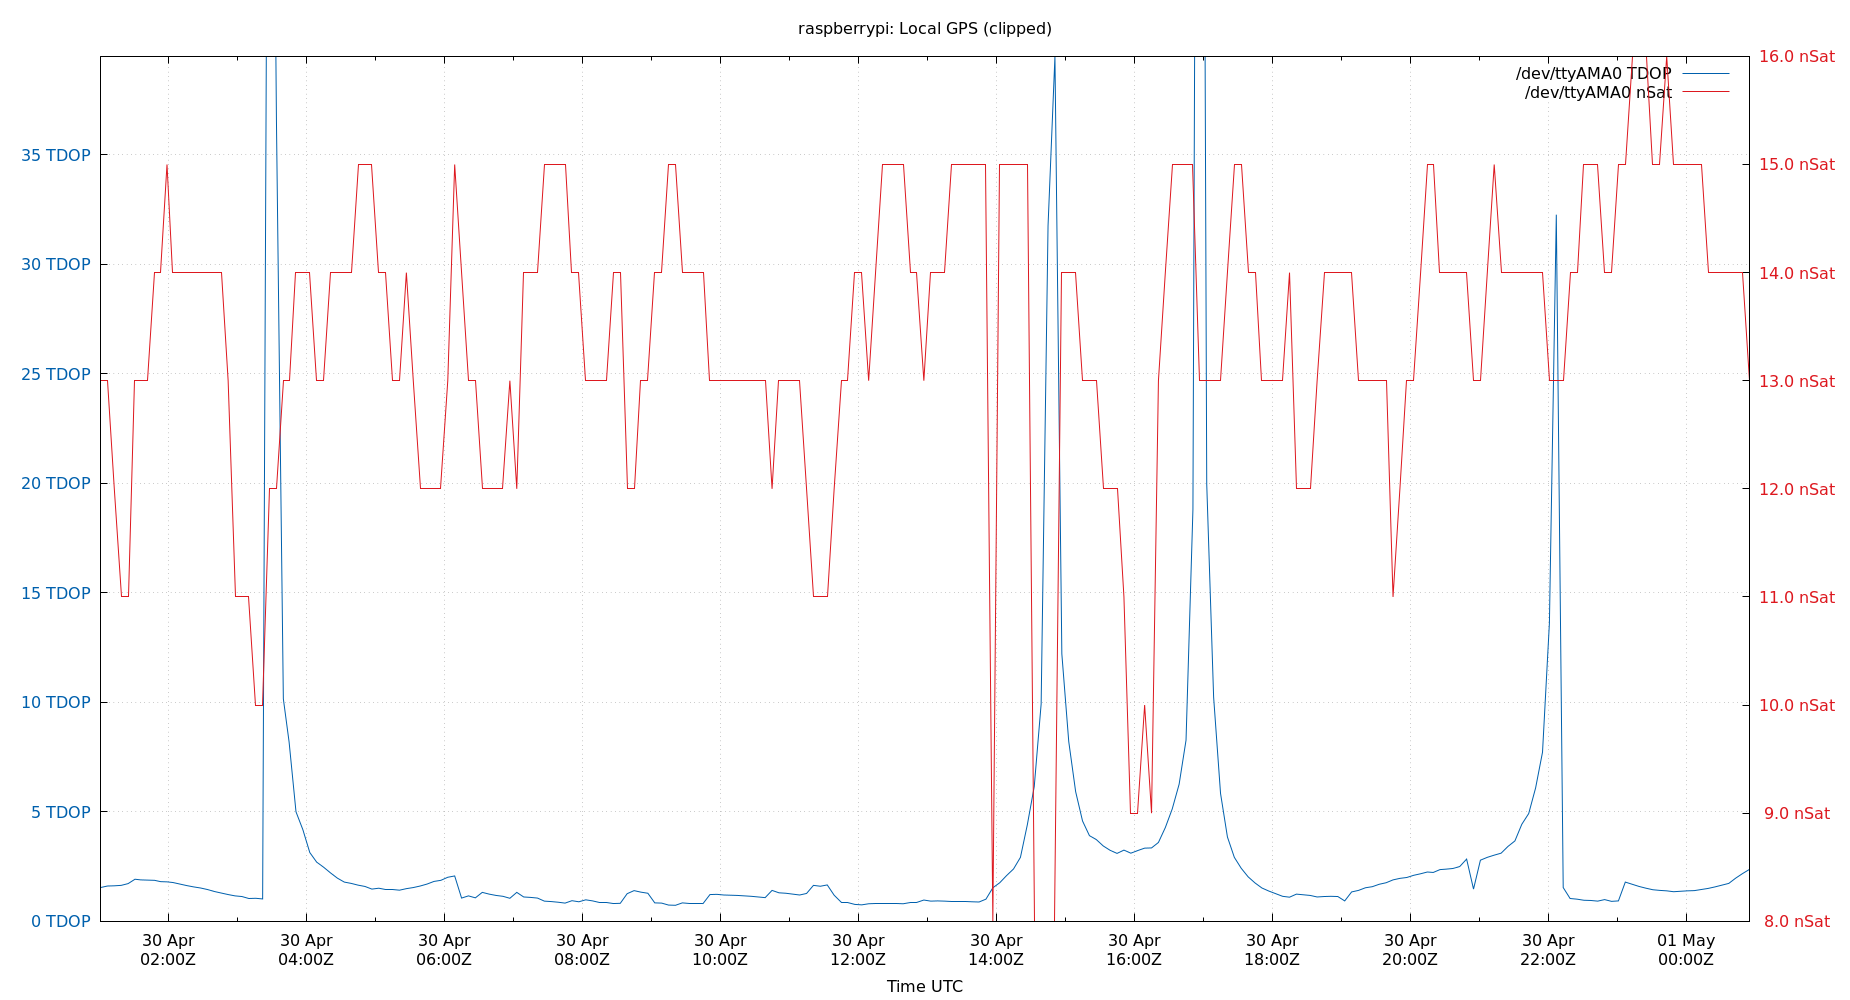 raspberrypi: Local GPS (clipped)
/dev/ttyAMA0 TDOP
/dev/ttyAMA0 nSat
35 TDOP
30 TDOP
25 TDOP
20 TDOP
15 TDOP
10 TDOP
5 TDOP
0 TDOP
16.0 nSat
15.0 nSat
14.0 nSat
13.0 nSat
12.0 nSat
11.0 nSat
10.0 nSat
9.0 nSat
8.0 nSat
30 Apr 30 Apr 30 Apr 30 Apr 30 Apr 30 Apr 30 Apr 30 Apr 30 Apr 30 Apr 30 Apr 01 May
02:00Z 04:00Z 06:00Z 08:00Z 10:00Z 12:00Z 14:00Z 16:00Z 18:00Z 20:00Z 22:00Z 00:00Z
Time UTC